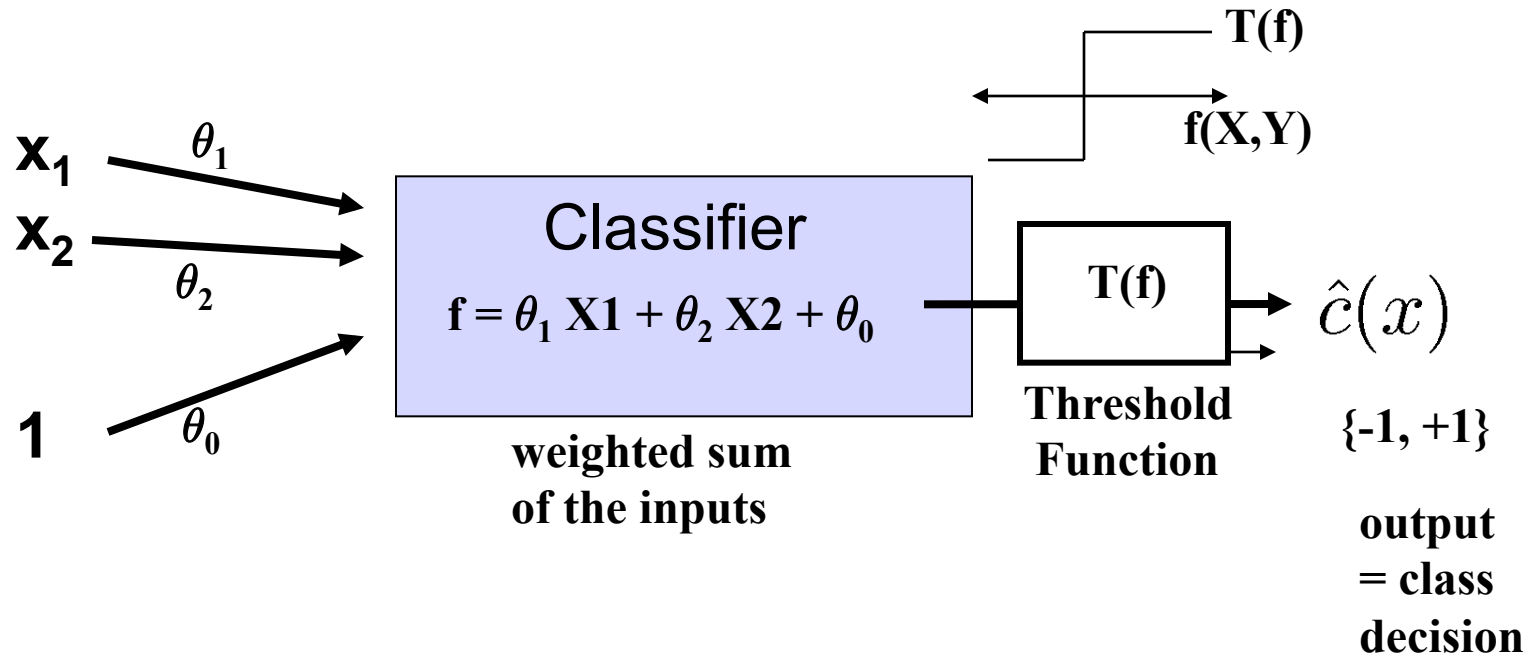 T(f)
f(X,Y)
x₁
θ₁
x₂
θ₂
1
θ₀
Classifier
f = θ₁ X1 + θ₂ X2 + θ₀
weighted sum
of the inputs
T(f)
Threshold
Function
ĉ(x)
{-1, +1}
output
= class
decision